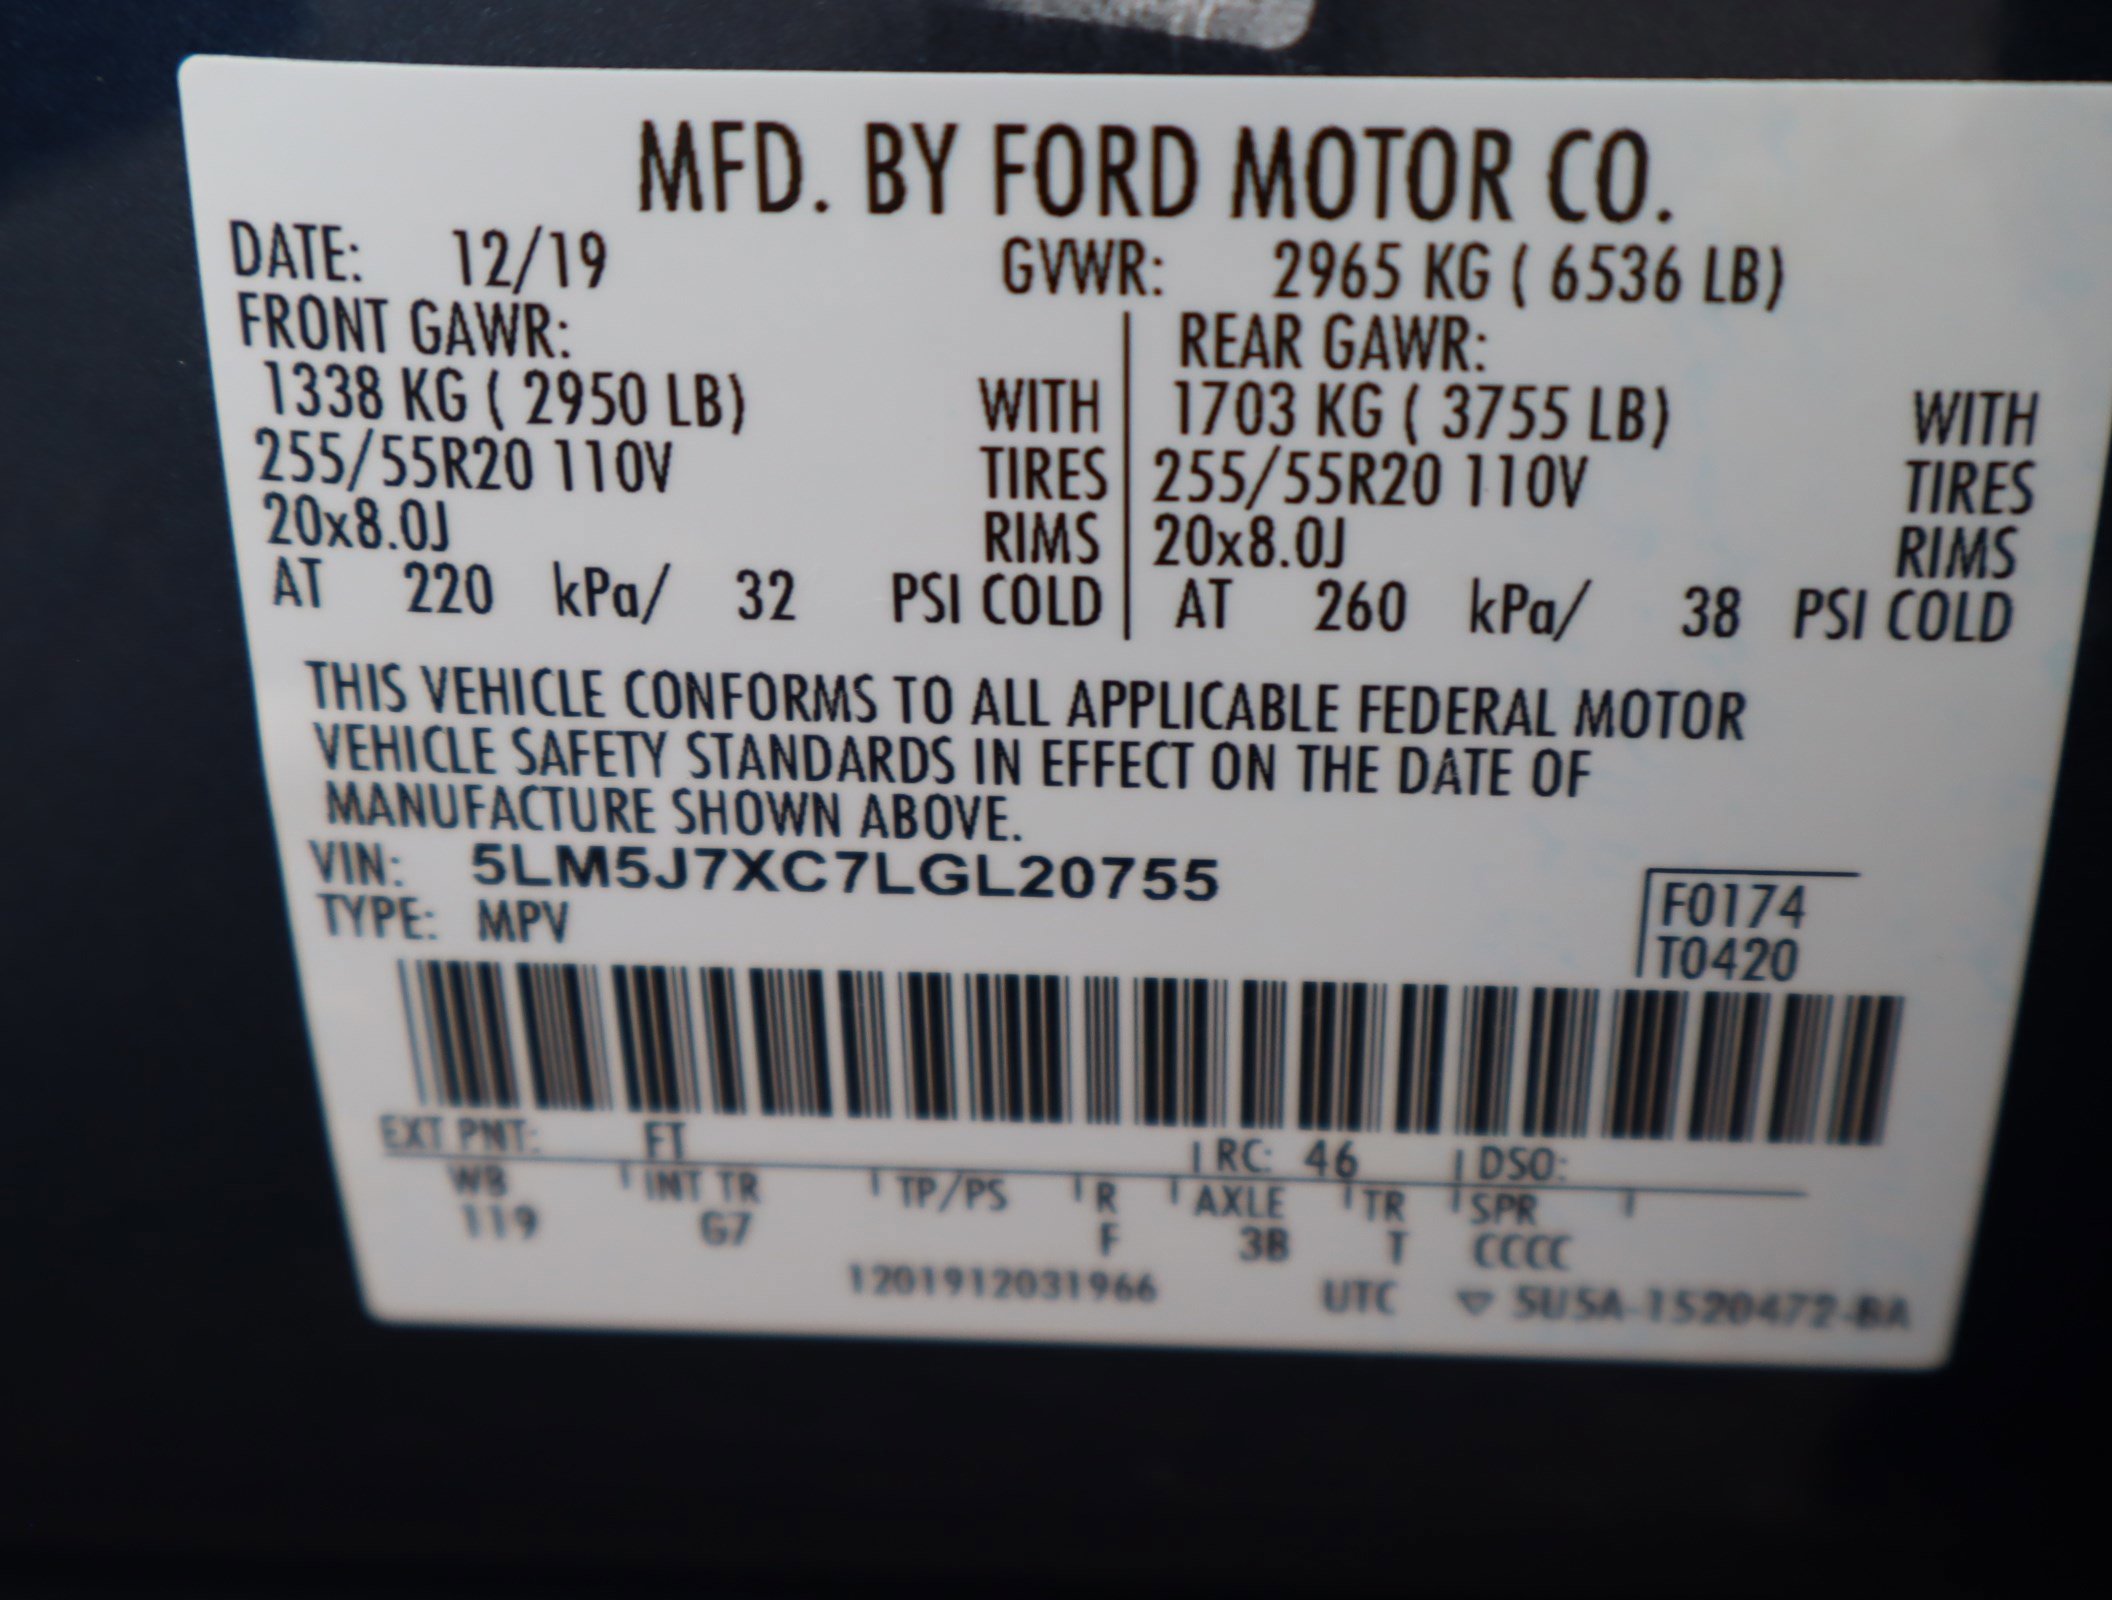 MFD. BY FORD MOTOR CO.
DATE: 12/19 GVWR: 2965 KG ( 6536 LB)
FRONT GAWR: REAR GAWR:
1338 KG ( 2950 LB) WITH 1703 KG ( 3755 LB) WITH
255/55R20 110V TIRES 255/55R20 110V TIRES
20x8.0J RIMS 20x8.0J RIMS
AT 220 kPa/ 32 PSI COLD AT 260 kPa/ 38 PSI COLD
THIS VEHICLE CONFORMS TO ALL APPLICABLE FEDERAL MOTOR
VEHICLE SAFETY STANDARDS IN EFFECT ON THE DATE OF
MANUFACTURE SHOWN ABOVE.
VIN: 5LM5J7XC7LGL20755
TYPE: MPV
F0174
T0420
EXT PNT: FT RC: 46 DSO:
WB INT TR TP/PS R AXLE TR SPR
119 G7 F 3B T CCCC
1201912031966 UTC 5U5A-1520472-BA